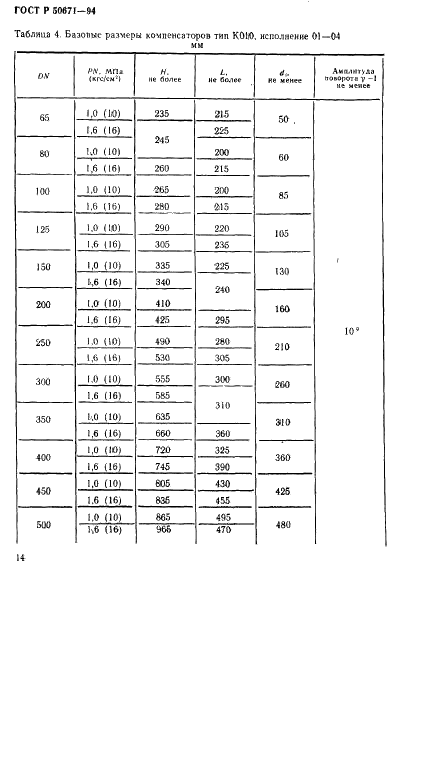 ГОСТ Р 50671—94
Таблица 4. Базовые размеры компенсаторов тип К010, исполнение 01—04
мм
DN PN, МПа (кгс/см²) H, не более L, не более d₁, не менее Амплитуда поворота γ −1 не менее
65 1,0 (10) 235 215 50
1,6 (16) 245 225
80 1,0 (10) 200 60
1,6 (16) 260 215
100 1,0 (10) 265 200 85
1,6 (16) 280 215
125 1,0 (10) 290 220 105
1,6 (16) 305 235
150 1,0 (10) 335 225 130
1,6 (16) 340 240
200 1,0 (10) 410 160
1,6 (16) 425 295
10°
250 1,0 (10) 490 280 210
1,6 (16) 530 305
300 1,0 (10) 555 300 260
1,6 (16) 585 310
350 1,0 (10) 635 310
1,6 (16) 660 360
400 1,0 (10) 720 325 360
1,6 (16) 745 390
450 1,0 (10) 805 430 425
1,6 (16) 835 455
500 1,0 (10) 865 495 480
1,6 (16) 965 470
14